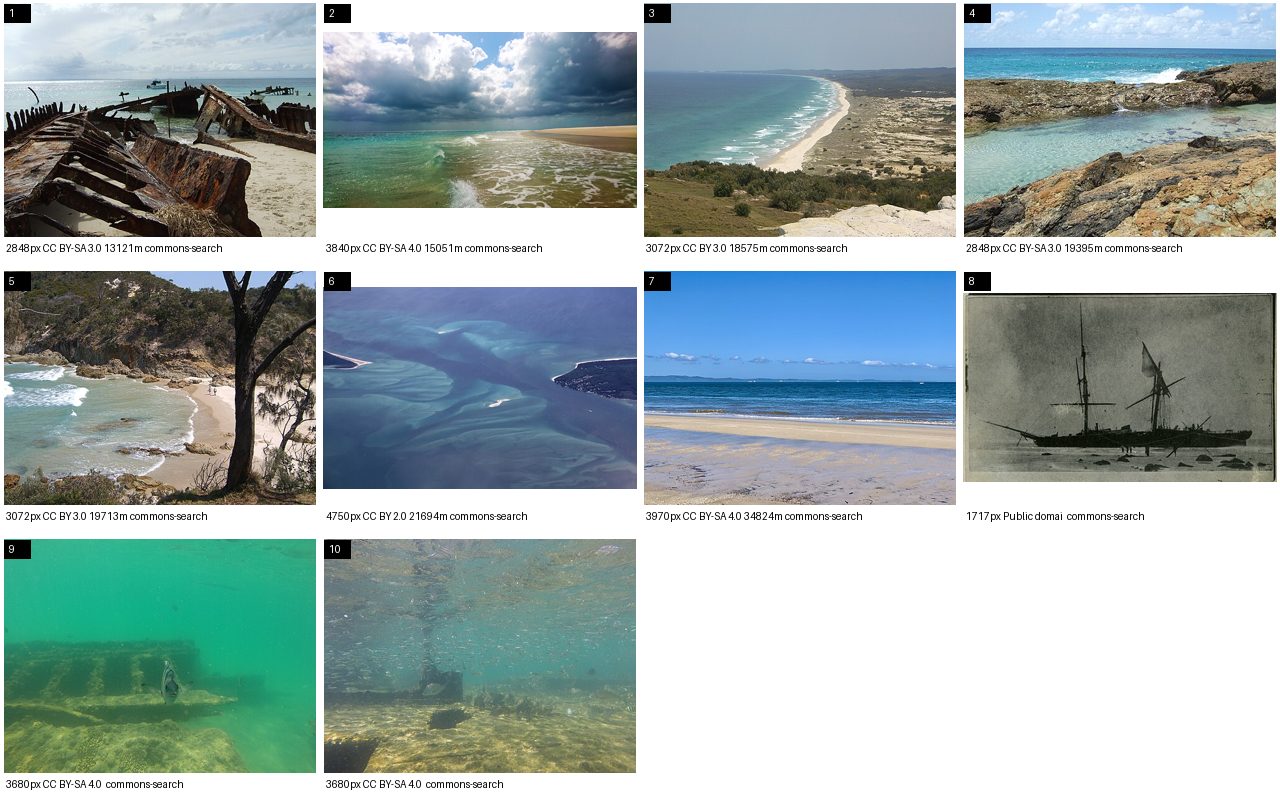 1
2
3
4
2848px CC BY-SA 3.0 13121m commons-search
3840px CC BY-SA 4.0 15051m commons-search
3072px CC BY 3.0 18575m commons-search
2848px CC BY-SA 3.0 19395m commons-search
5
6
7
8
3072px CC BY 3.0 19713m commons-search
4750px CC BY 2.0 21694m commons-search
3970px CC BY-SA 4.0 34824m commons-search
1717px Public domai commons-search
9
10
3680px CC BY-SA 4.0 commons-search
3680px CC BY-SA 4.0 commons-search